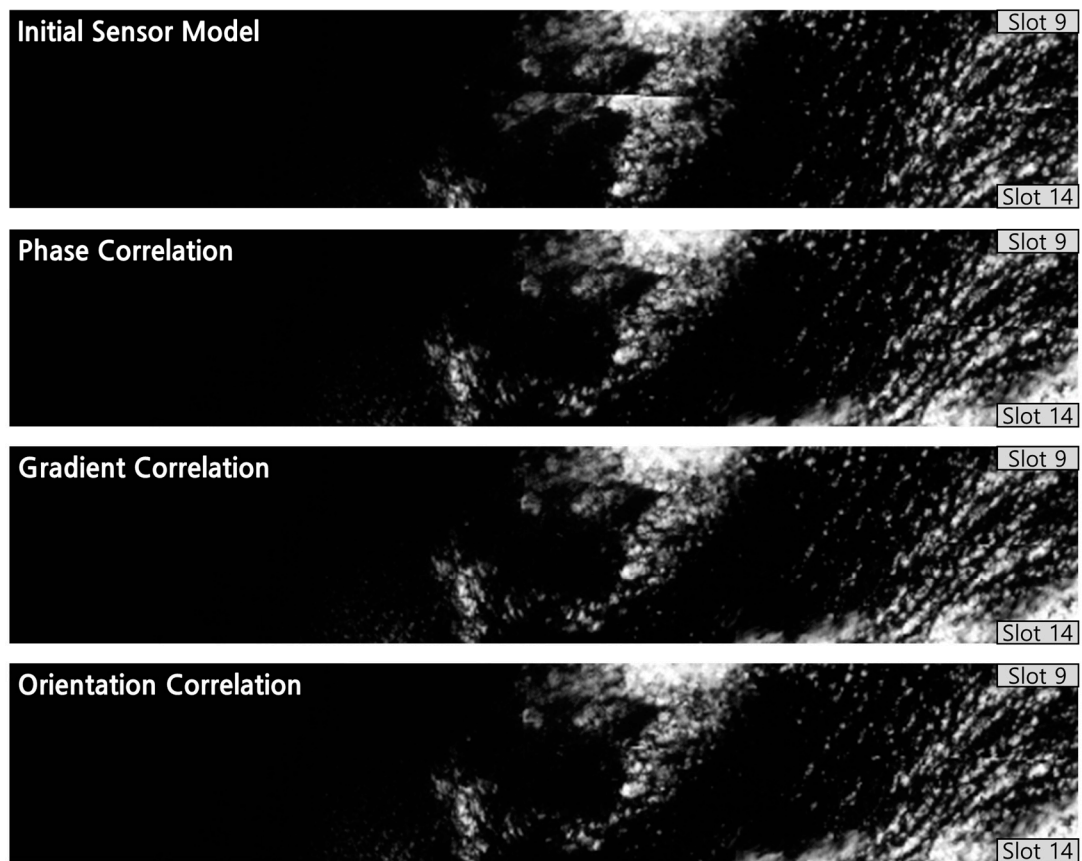 Initial Sensor Model
Slot 9
Slot 14
Phase Correlation
Slot 9
Slot 14
Gradient Correlation
Slot 9
Slot 14
Orientation Correlation
Slot 9
Slot 14